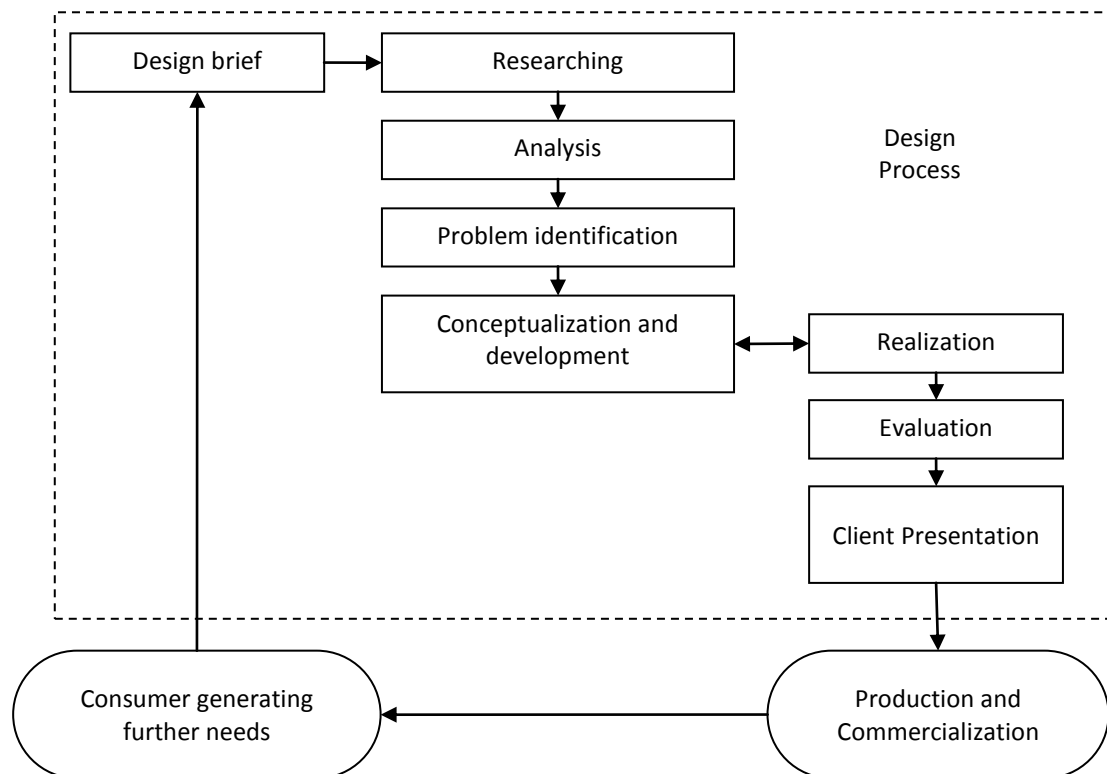 Design brief
Researching
Analysis
Design
Process
Problem identification
Conceptualization and
development
Realization
Evaluation
Client Presentation
Consumer generating
further needs
Production and
Commercialization